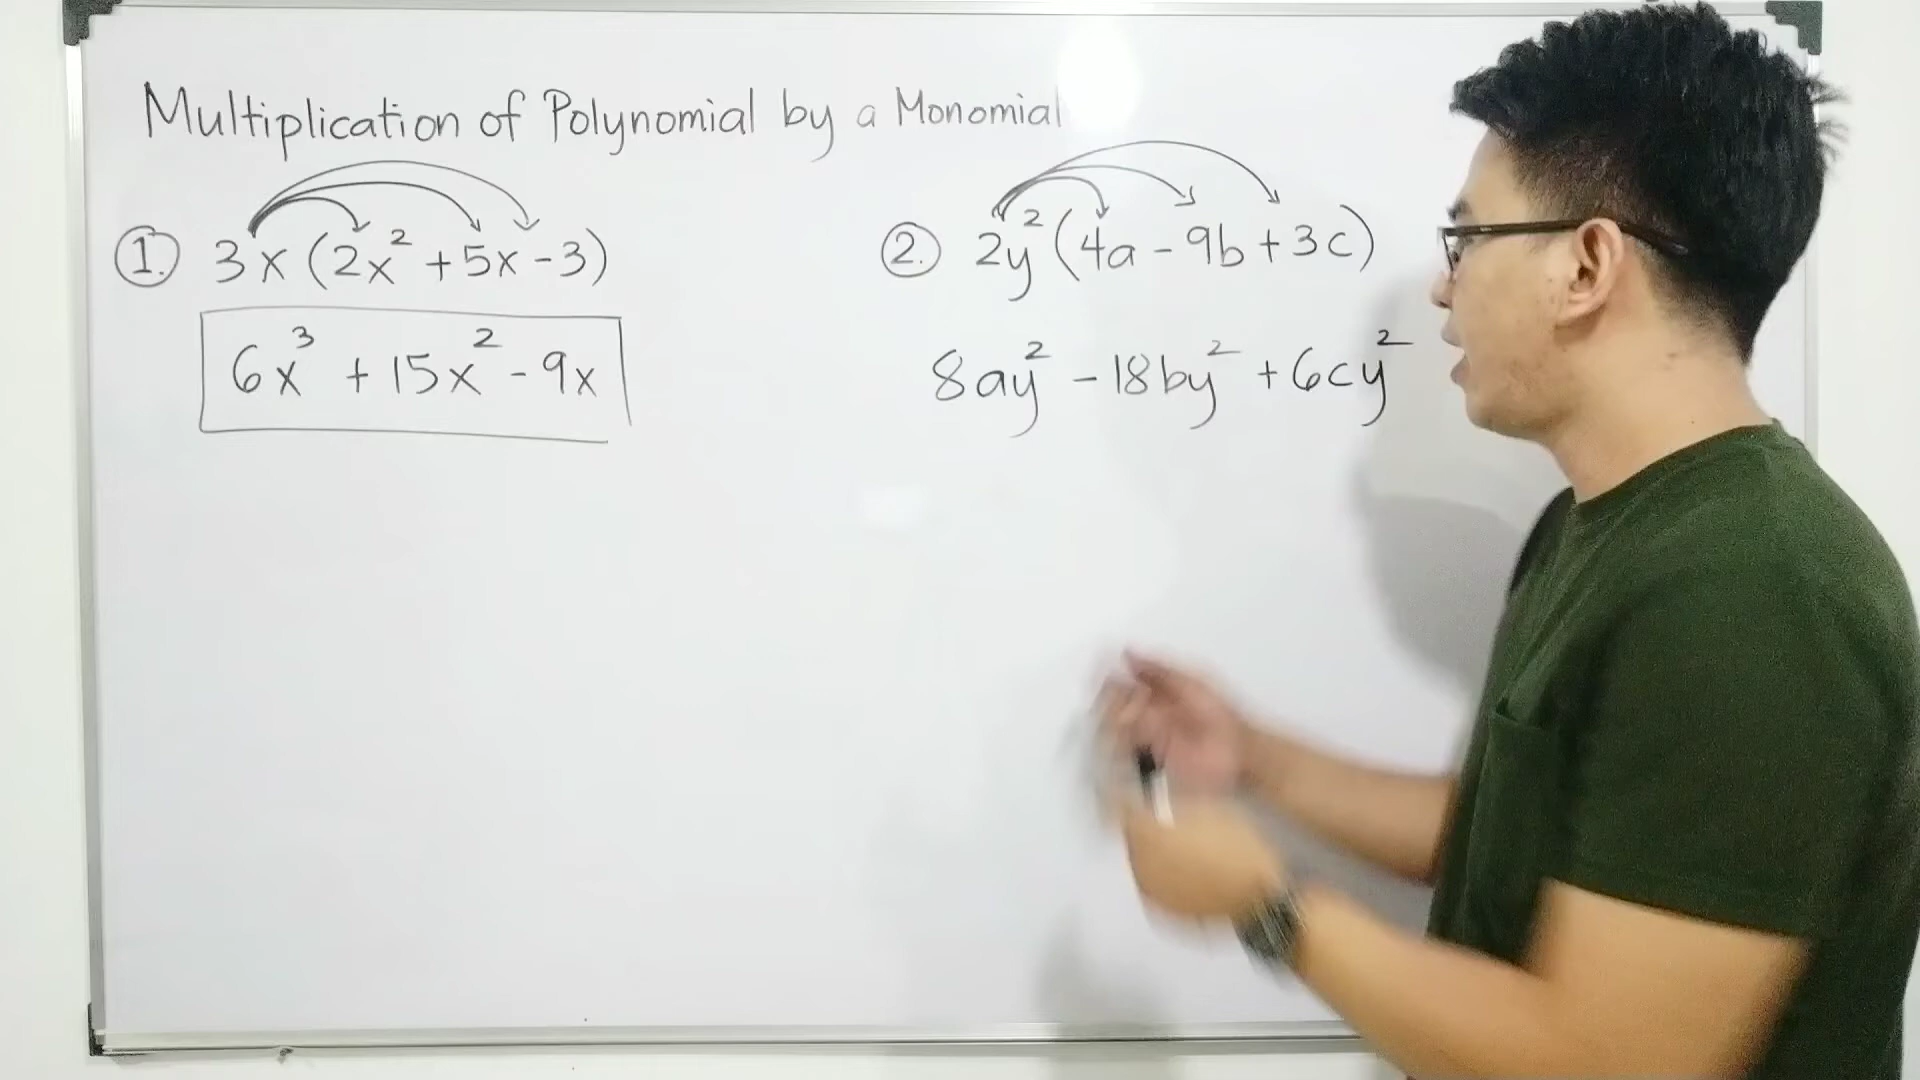 Multiplication of Polynomial by a Monomial
1. 3x(2x² + 5x - 3)
6x³ + 15x² - 9x
2. 2y²(4a - 9b + 3c)
8ay² - 18by² + 6cy²